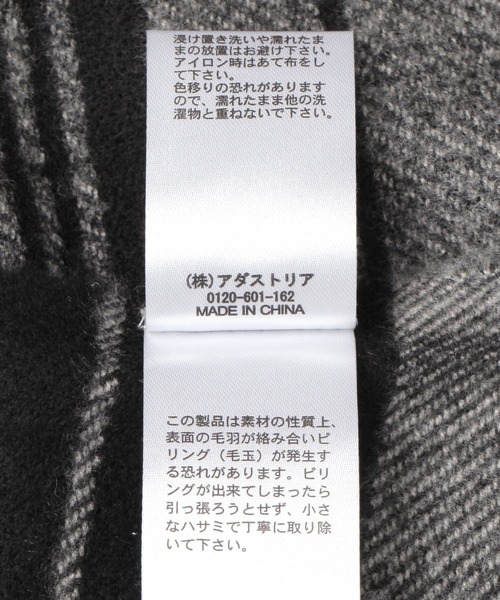 浸け置き洗いや濡れたま
まの放置はお避け下さい。
アイロン時はあて布をし
て下さい。
色移りの恐れがあります
ので、濡れたまま他の洗
濯物と重ねないで下さい。
(株)アダストリア
0120-601-162
MADE IN CHINA
この製品は素材の性質上、
表面の毛羽が絡み合いピ
リング（毛玉）が発生す
る恐れがあります。ピリ
ングが出来てしまったら
引っ張ろうとせず、小さ
なハサミで丁寧に取り除
いて下さい。